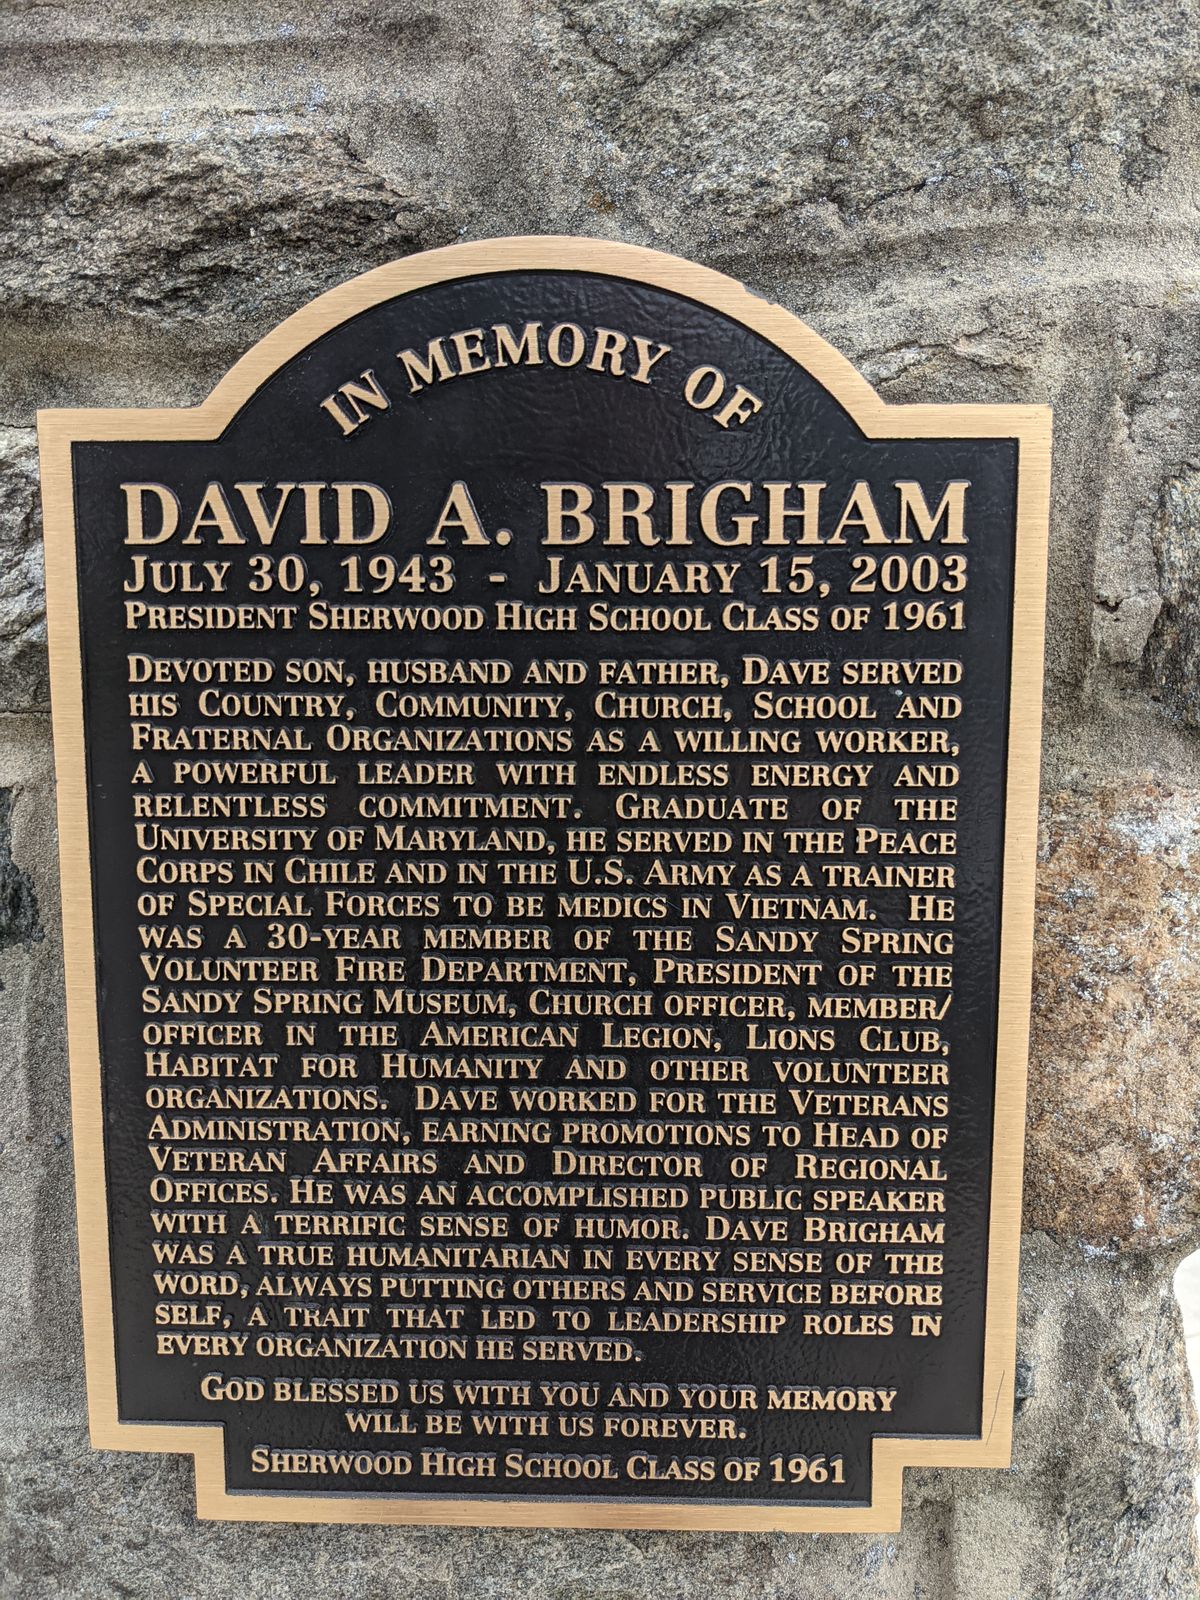 IN MEMORY OF
DAVID A. BRIGHAM
JULY 30, 1943 - JANUARY 15, 2003
PRESIDENT SHERWOOD HIGH SCHOOL CLASS OF 1961
DEVOTED SON, HUSBAND AND FATHER, DAVE SERVED
HIS COUNTRY, COMMUNITY, CHURCH, SCHOOL AND
FRATERNAL ORGANIZATIONS AS A WILLING WORKER,
A POWERFUL LEADER WITH ENDLESS ENERGY AND
RELENTLESS COMMITMENT. GRADUATE OF THE
UNIVERSITY OF MARYLAND, HE SERVED IN THE PEACE
CORPS IN CHILE AND IN THE U.S. ARMY AS A TRAINER
OF SPECIAL FORCES TO BE MEDICS IN VIETNAM. HE
WAS A 30-YEAR MEMBER OF THE SANDY SPRING
VOLUNTEER FIRE DEPARTMENT, PRESIDENT OF THE
SANDY SPRING MUSEUM, CHURCH OFFICER, MEMBER/
OFFICER IN THE AMERICAN LEGION, LIONS CLUB,
HABITAT FOR HUMANITY AND OTHER VOLUNTEER
ORGANIZATIONS. DAVE WORKED FOR THE VETERANS
ADMINISTRATION, EARNING PROMOTIONS TO HEAD OF
VETERAN AFFAIRS AND DIRECTOR OF REGIONAL
OFFICES. HE WAS AN ACCOMPLISHED PUBLIC SPEAKER
WITH A TERRIFIC SENSE OF HUMOR. DAVE BRIGHAM
WAS A TRUE HUMANITARIAN IN EVERY SENSE OF THE
WORD, ALWAYS PUTTING OTHERS AND SERVICE BEFORE
SELF, A TRAIT THAT LED TO LEADERSHIP ROLES IN
EVERY ORGANIZATION HE SERVED.
GOD BLESSED US WITH YOU AND YOUR MEMORY
WILL BE WITH US FOREVER.
SHERWOOD HIGH SCHOOL CLASS OF 1961